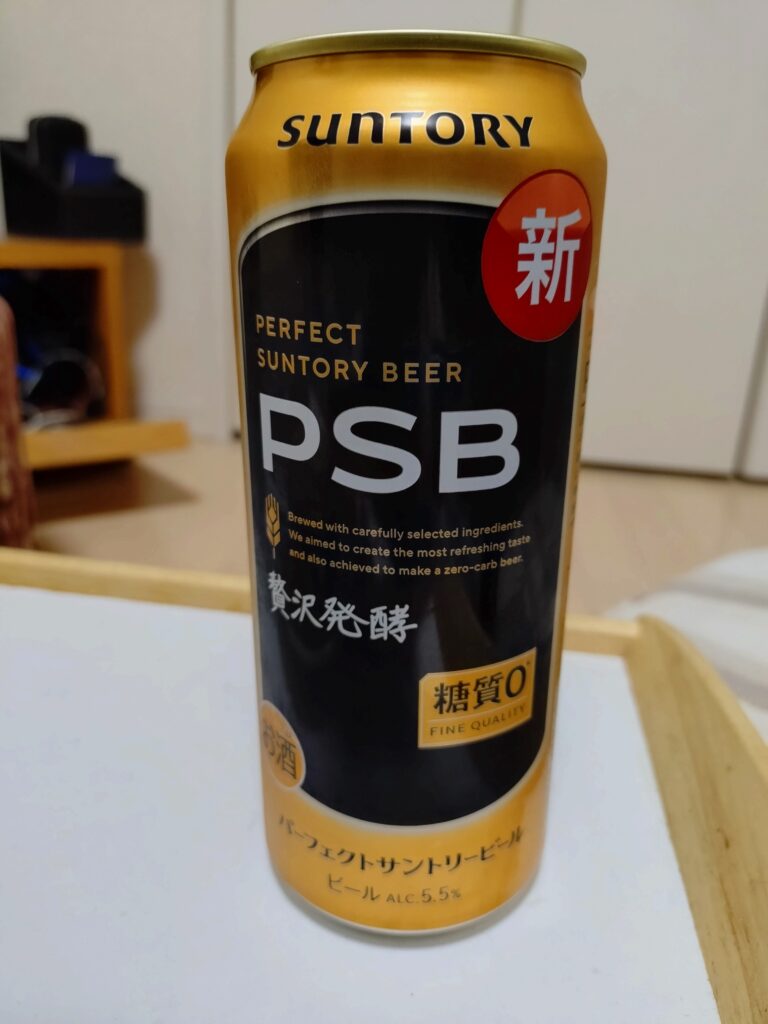 SUNTORY
新
PERFECT
SUNTORY BEER
PSB
Brewed with carefully selected ingredients.
We aimed to create the most refreshing taste
and also achieved to make a zero-carb beer.
贅沢発酵
糖質0*
FINE QUALITY
お酒
パーフェクトサントリービール
ビール ALC.5.5%